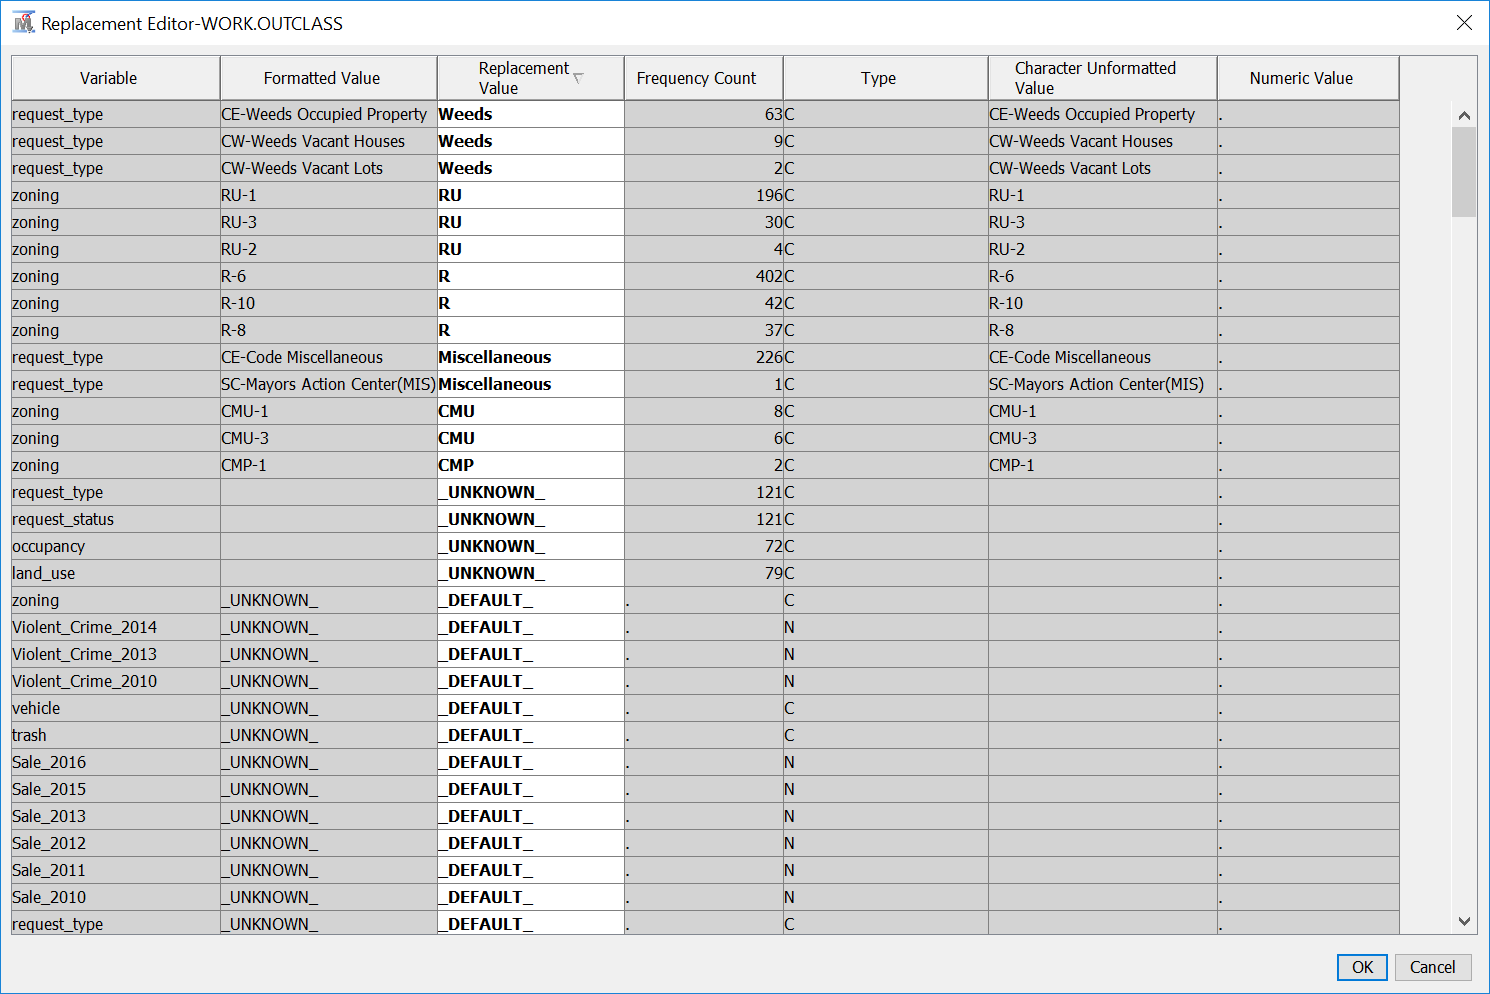 Replacement Editor-WORK.OUTCLASS
Variable Formatted Value Replacement Value Frequency Count Type Character Unformatted Value Numeric Value
request_type CE-Weeds Occupied Property Weeds 63 C CE-Weeds Occupied Property .
request_type CW-Weeds Vacant Houses Weeds 9 C CW-Weeds Vacant Houses .
request_type CW-Weeds Vacant Lots Weeds 2 C CW-Weeds Vacant Lots .
zoning RU-1 RU 196 C RU-1 .
zoning RU-3 RU 30 C RU-3 .
zoning RU-2 RU 4 C RU-2 .
zoning R-6 R 402 C R-6 .
zoning R-10 R 42 C R-10 .
zoning R-8 R 37 C R-8 .
request_type CE-Code Miscellaneous Miscellaneous 226 C CE-Code Miscellaneous .
request_type SC-Mayors Action Center(MIS) Miscellaneous 1 C SC-Mayors Action Center(MIS) .
zoning CMU-1 CMU 8 C CMU-1 .
zoning CMU-3 CMU 6 C CMU-3 .
zoning CMP-1 CMP 2 C CMP-1 .
request_type _UNKNOWN_ 121 C .
request_status _UNKNOWN_ 121 C .
occupancy _UNKNOWN_ 72 C .
land_use _UNKNOWN_ 79 C .
zoning _UNKNOWN_ _DEFAULT_ . C .
Violent_Crime_2014 _UNKNOWN_ _DEFAULT_ . N .
Violent_Crime_2013 _UNKNOWN_ _DEFAULT_ . N .
Violent_Crime_2010 _UNKNOWN_ _DEFAULT_ . N .
vehicle _UNKNOWN_ _DEFAULT_ . C .
trash _UNKNOWN_ _DEFAULT_ . C .
Sale_2016 _UNKNOWN_ _DEFAULT_ . N .
Sale_2015 _UNKNOWN_ _DEFAULT_ . N .
Sale_2013 _UNKNOWN_ _DEFAULT_ . N .
Sale_2012 _UNKNOWN_ _DEFAULT_ . N .
Sale_2011 _UNKNOWN_ _DEFAULT_ . N .
Sale_2010 _UNKNOWN_ _DEFAULT_ . N .
request_type _UNKNOWN_ _DEFAULT_ . C .
OK Cancel